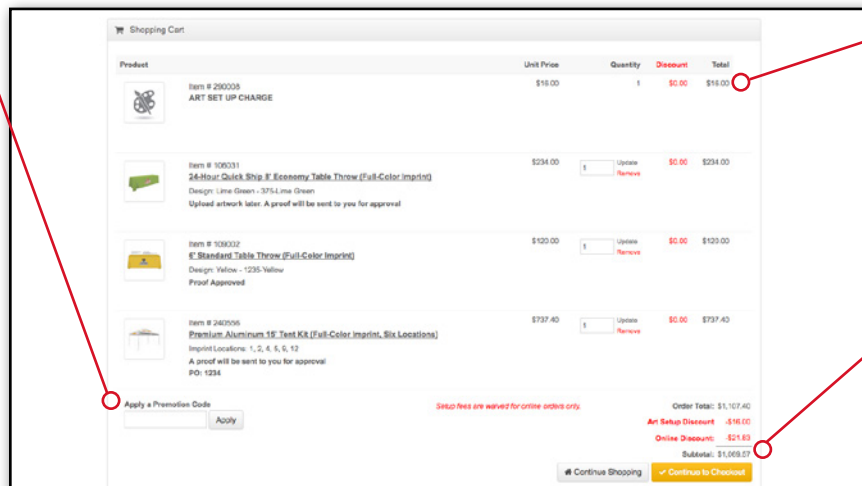 Shopping Cart
Product Unit Price Quantity Discount Total
Item # 290008 $16.00 1 $0.00 $16.00
ART SET UP CHARGE
Item # 106031 $234.00 1 Update $0.00 $234.00
24-Hour Quick Ship 8' Economy Table Throw (Full-Color Imprint) Remove
Design: Lime Green - 375-Lime Green
Upload artwork later. A proof will be sent to you for approval
Item # 109002 $120.00 1 Update $0.00 $120.00
6' Standard Table Throw (Full-Color Imprint) Remove
Design: Yellow - 1235-Yellow
Proof Approved
Item # 240556 $737.40 1 Update $0.00 $737.40
Premium Aluminum 15' Tent Kit (Full-Color Imprint, Six Locations) Remove
Imprint Locations: 1, 2, 4, 9, 12
A proof will be sent to you for approval
PO: 1234
Apply a Promotion Code Setup fees are waived for online orders only. Order Total: $1,107.40
Apply Art Setup Discount -$16.00
Online Discount: -$21.83
Subtotal: $1,069.57
Continue Shopping Continue to Checkout